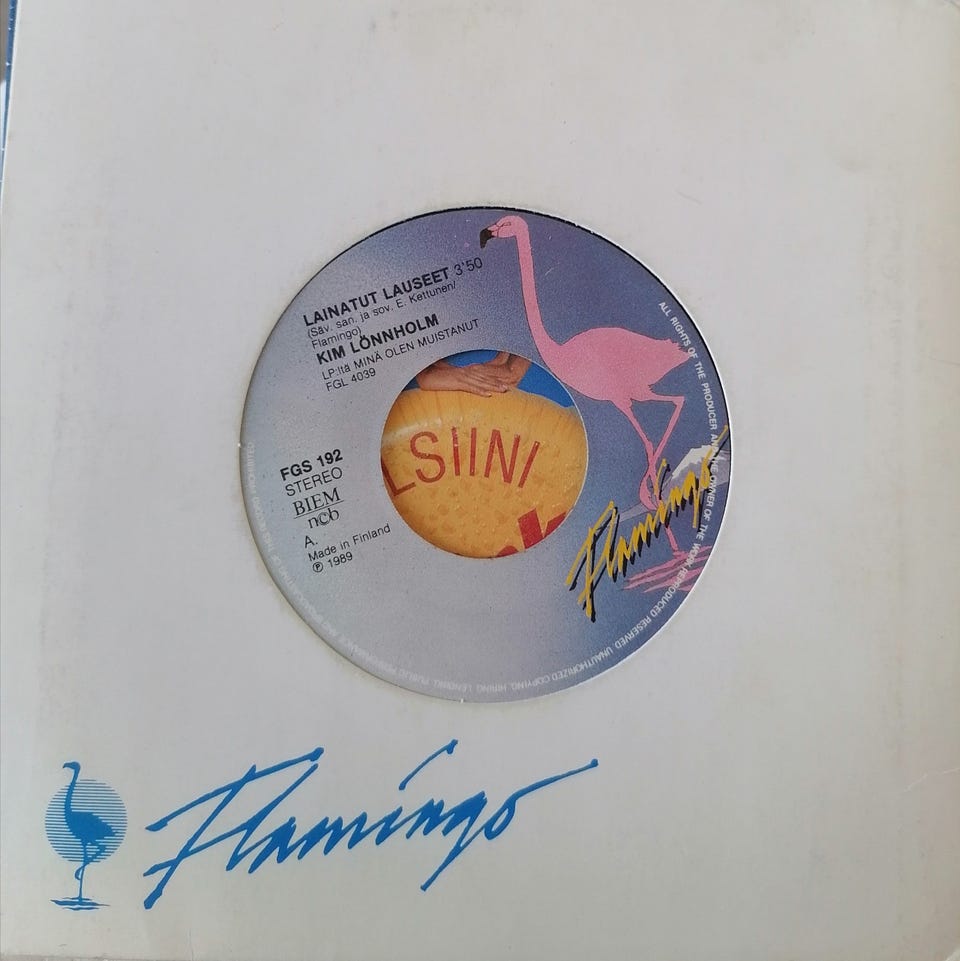 LAINATUT LAUSEET 3'50
(Säv. san. ja sov. E. Kettunen/
Flamingo)
KIM LÖNNHOLM
LP:ltä MINÄ OLEN MUISTANUT
FGL 4039
FGS 192
STEREO
BIEM
n©b
A.
Made in Finland
℗ 1989
LSIINI
Flamingo
ALL RIGHTS OF THE PRODUCER AND THE OWNER OF THE WORK REPRODUCED RESERVED. UNAUTHORIZED COPYING, HIRING, LENDING, PUBLIC PERFORMANCE AND
Flamingo